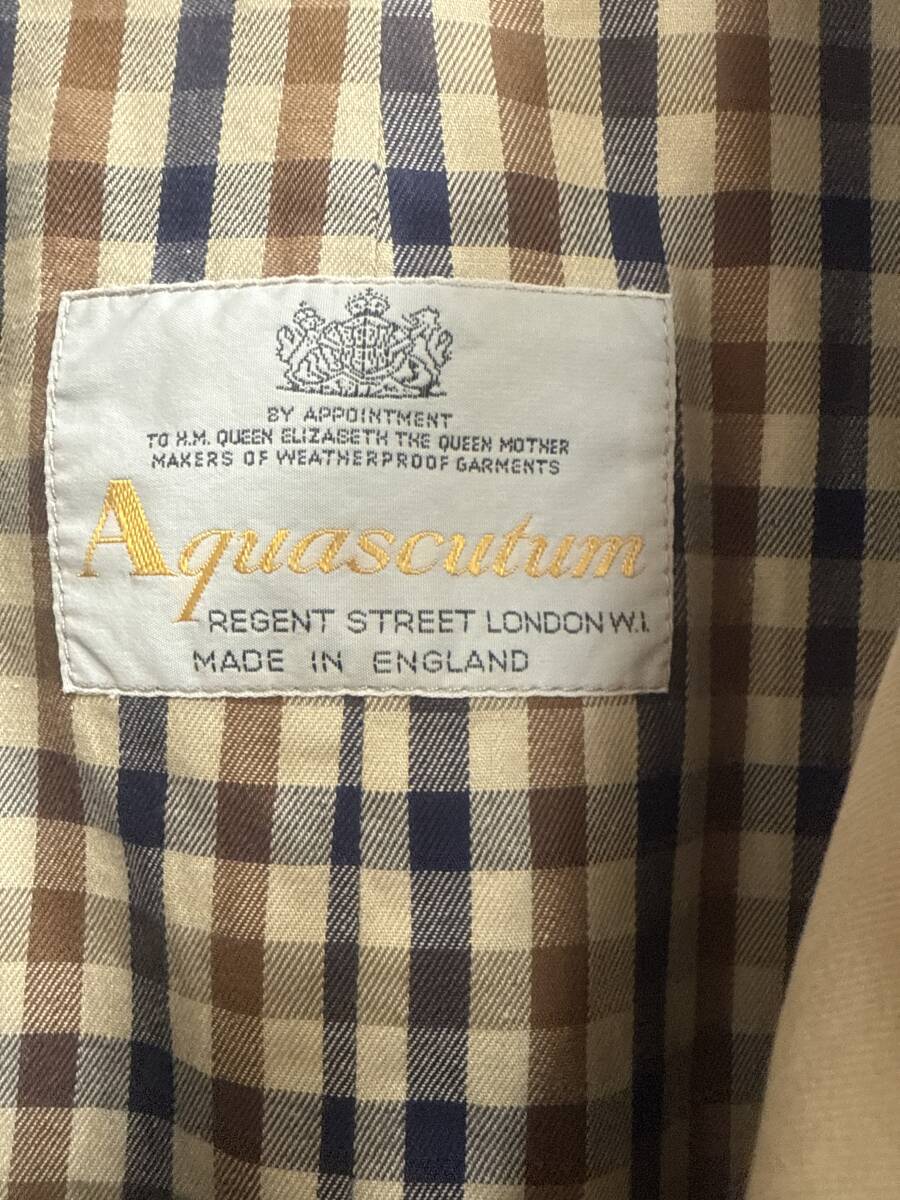 BY APPOINTMENT
TO H.M. QUEEN ELIZABETH THE QUEEN MOTHER
MAKERS OF WEATHERPROOF GARMENTS
Aquascutum
REGENT STREET LONDON W.1.
MADE IN ENGLAND